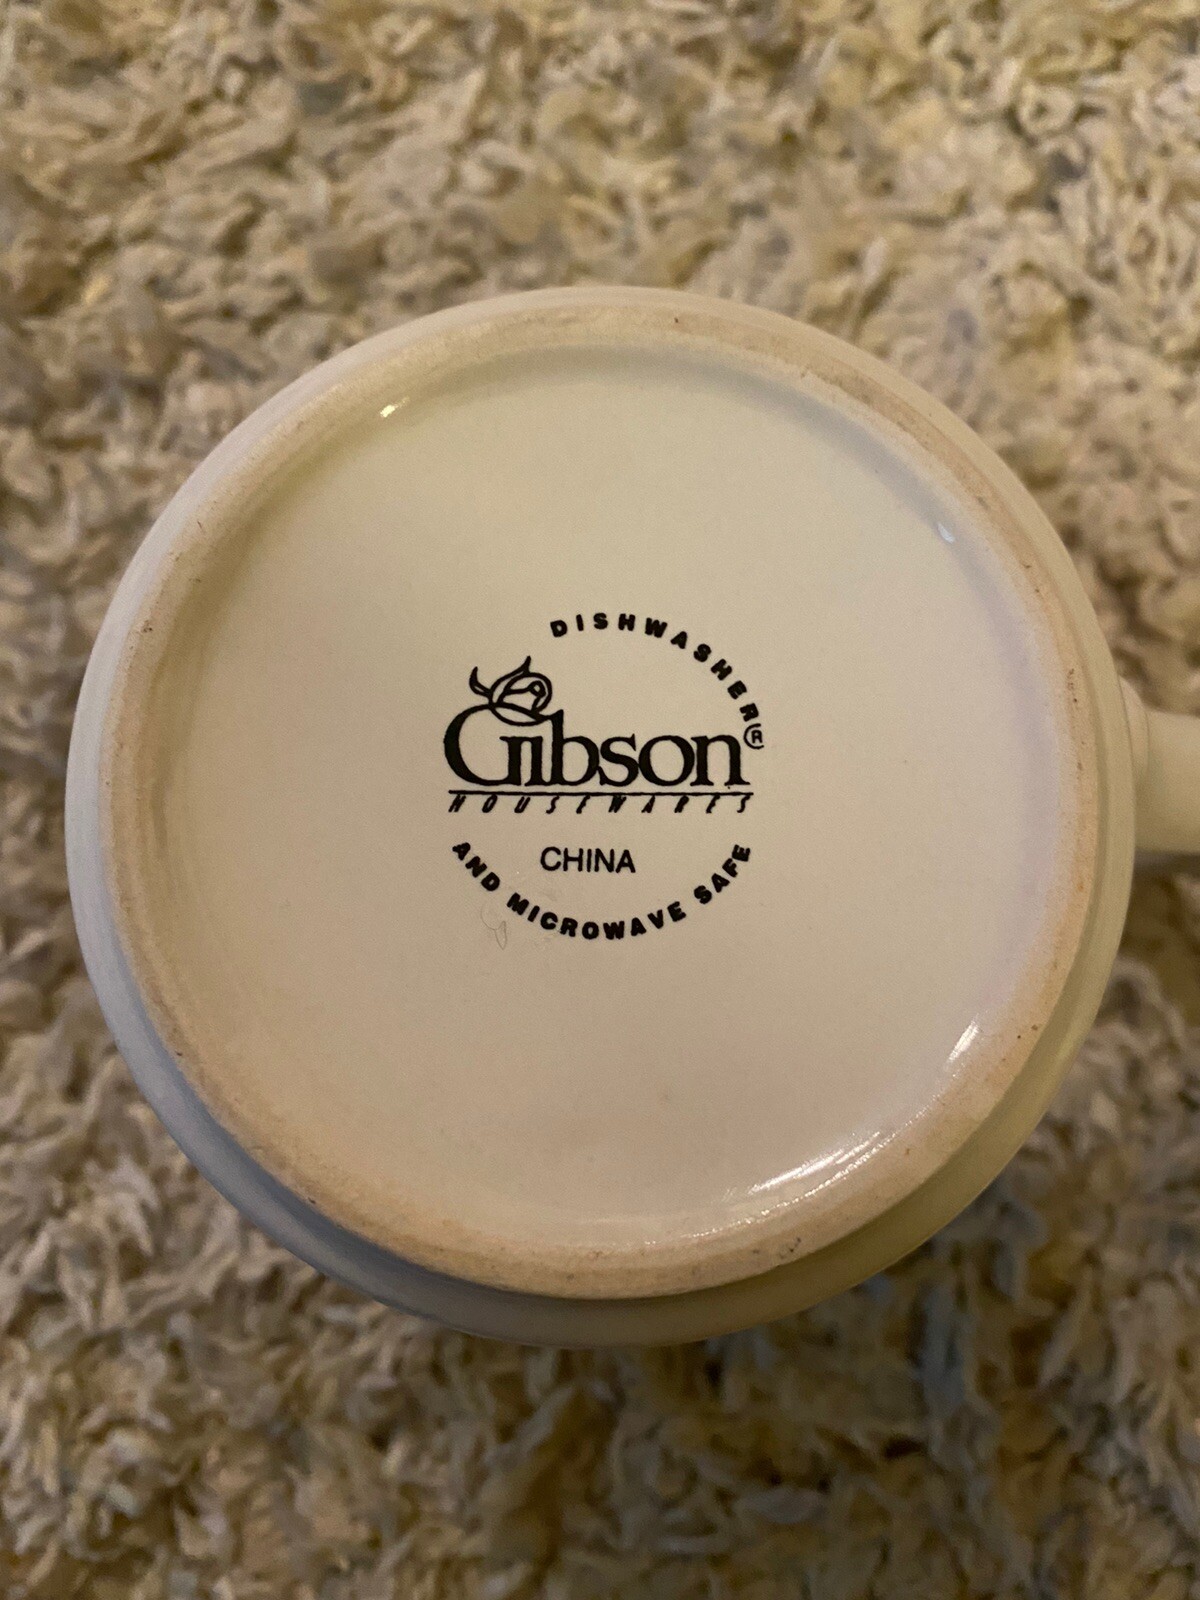 DISHWASHER
Gibson®
HOUSEWARES
CHINA
AND MICROWAVE SAFE